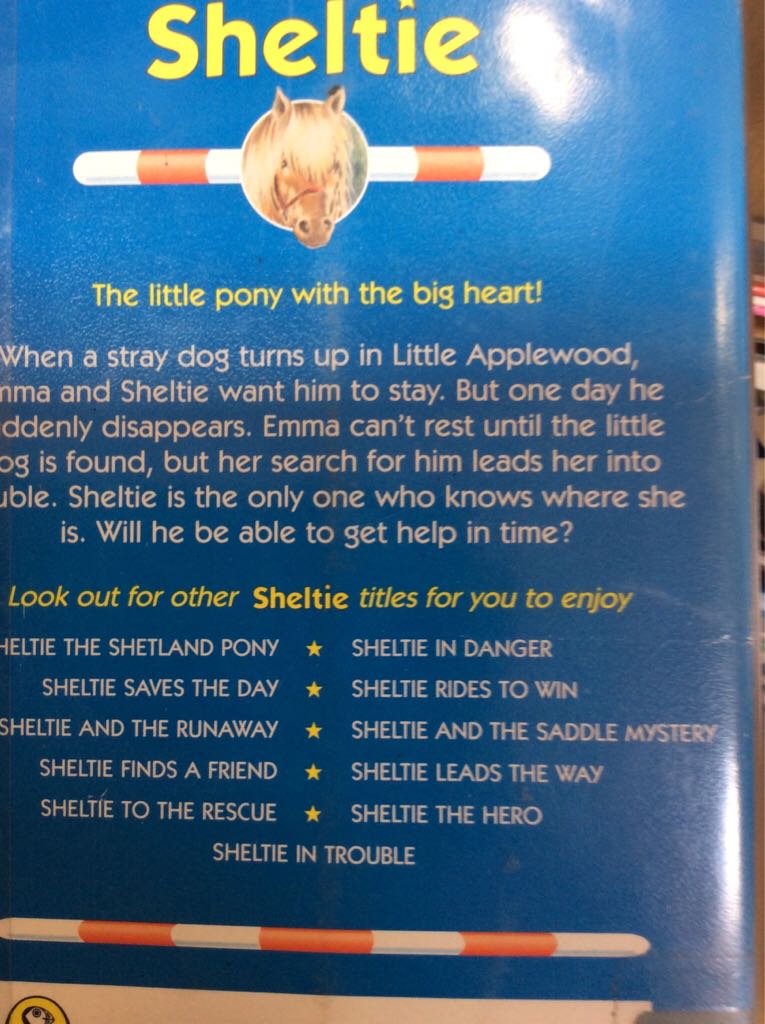 Sheltie
The little pony with the big heart!
When a stray dog turns up in Little Applewood,
mma and Sheltie want him to stay. But one day he
ddenly disappears. Emma can't rest until the little
og is found, but her search for him leads her into
uble. Sheltie is the only one who knows where she
is. Will he be able to get help in time?
Look out for other Sheltie titles for you to enjoy
HELTIE THE SHETLAND PONY ★ SHELTIE IN DANGER
SHELTIE SAVES THE DAY ★ SHELTIE RIDES TO WIN
SHELTIE AND THE RUNAWAY ★ SHELTIE AND THE SADDLE MYSTERY
SHELTIE FINDS A FRIEND ★ SHELTIE LEADS THE WAY
SHELTIE TO THE RESCUE ★ SHELTIE THE HERO
SHELTIE IN TROUBLE